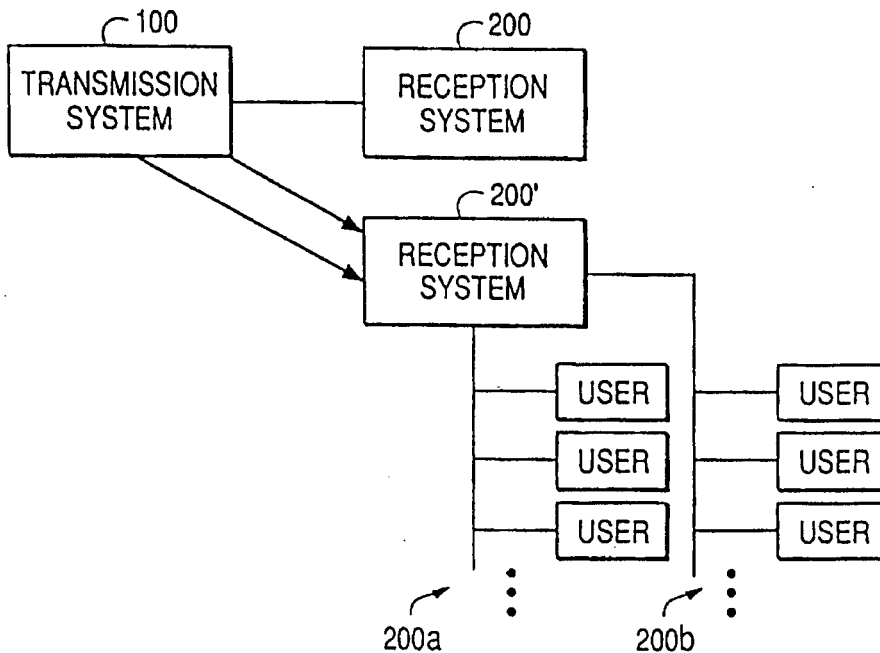 100
TRANSMISSION
SYSTEM
200
RECEPTION
SYSTEM
200'
RECEPTION
SYSTEM
USER
USER
USER
USER
USER
USER
200a
200b